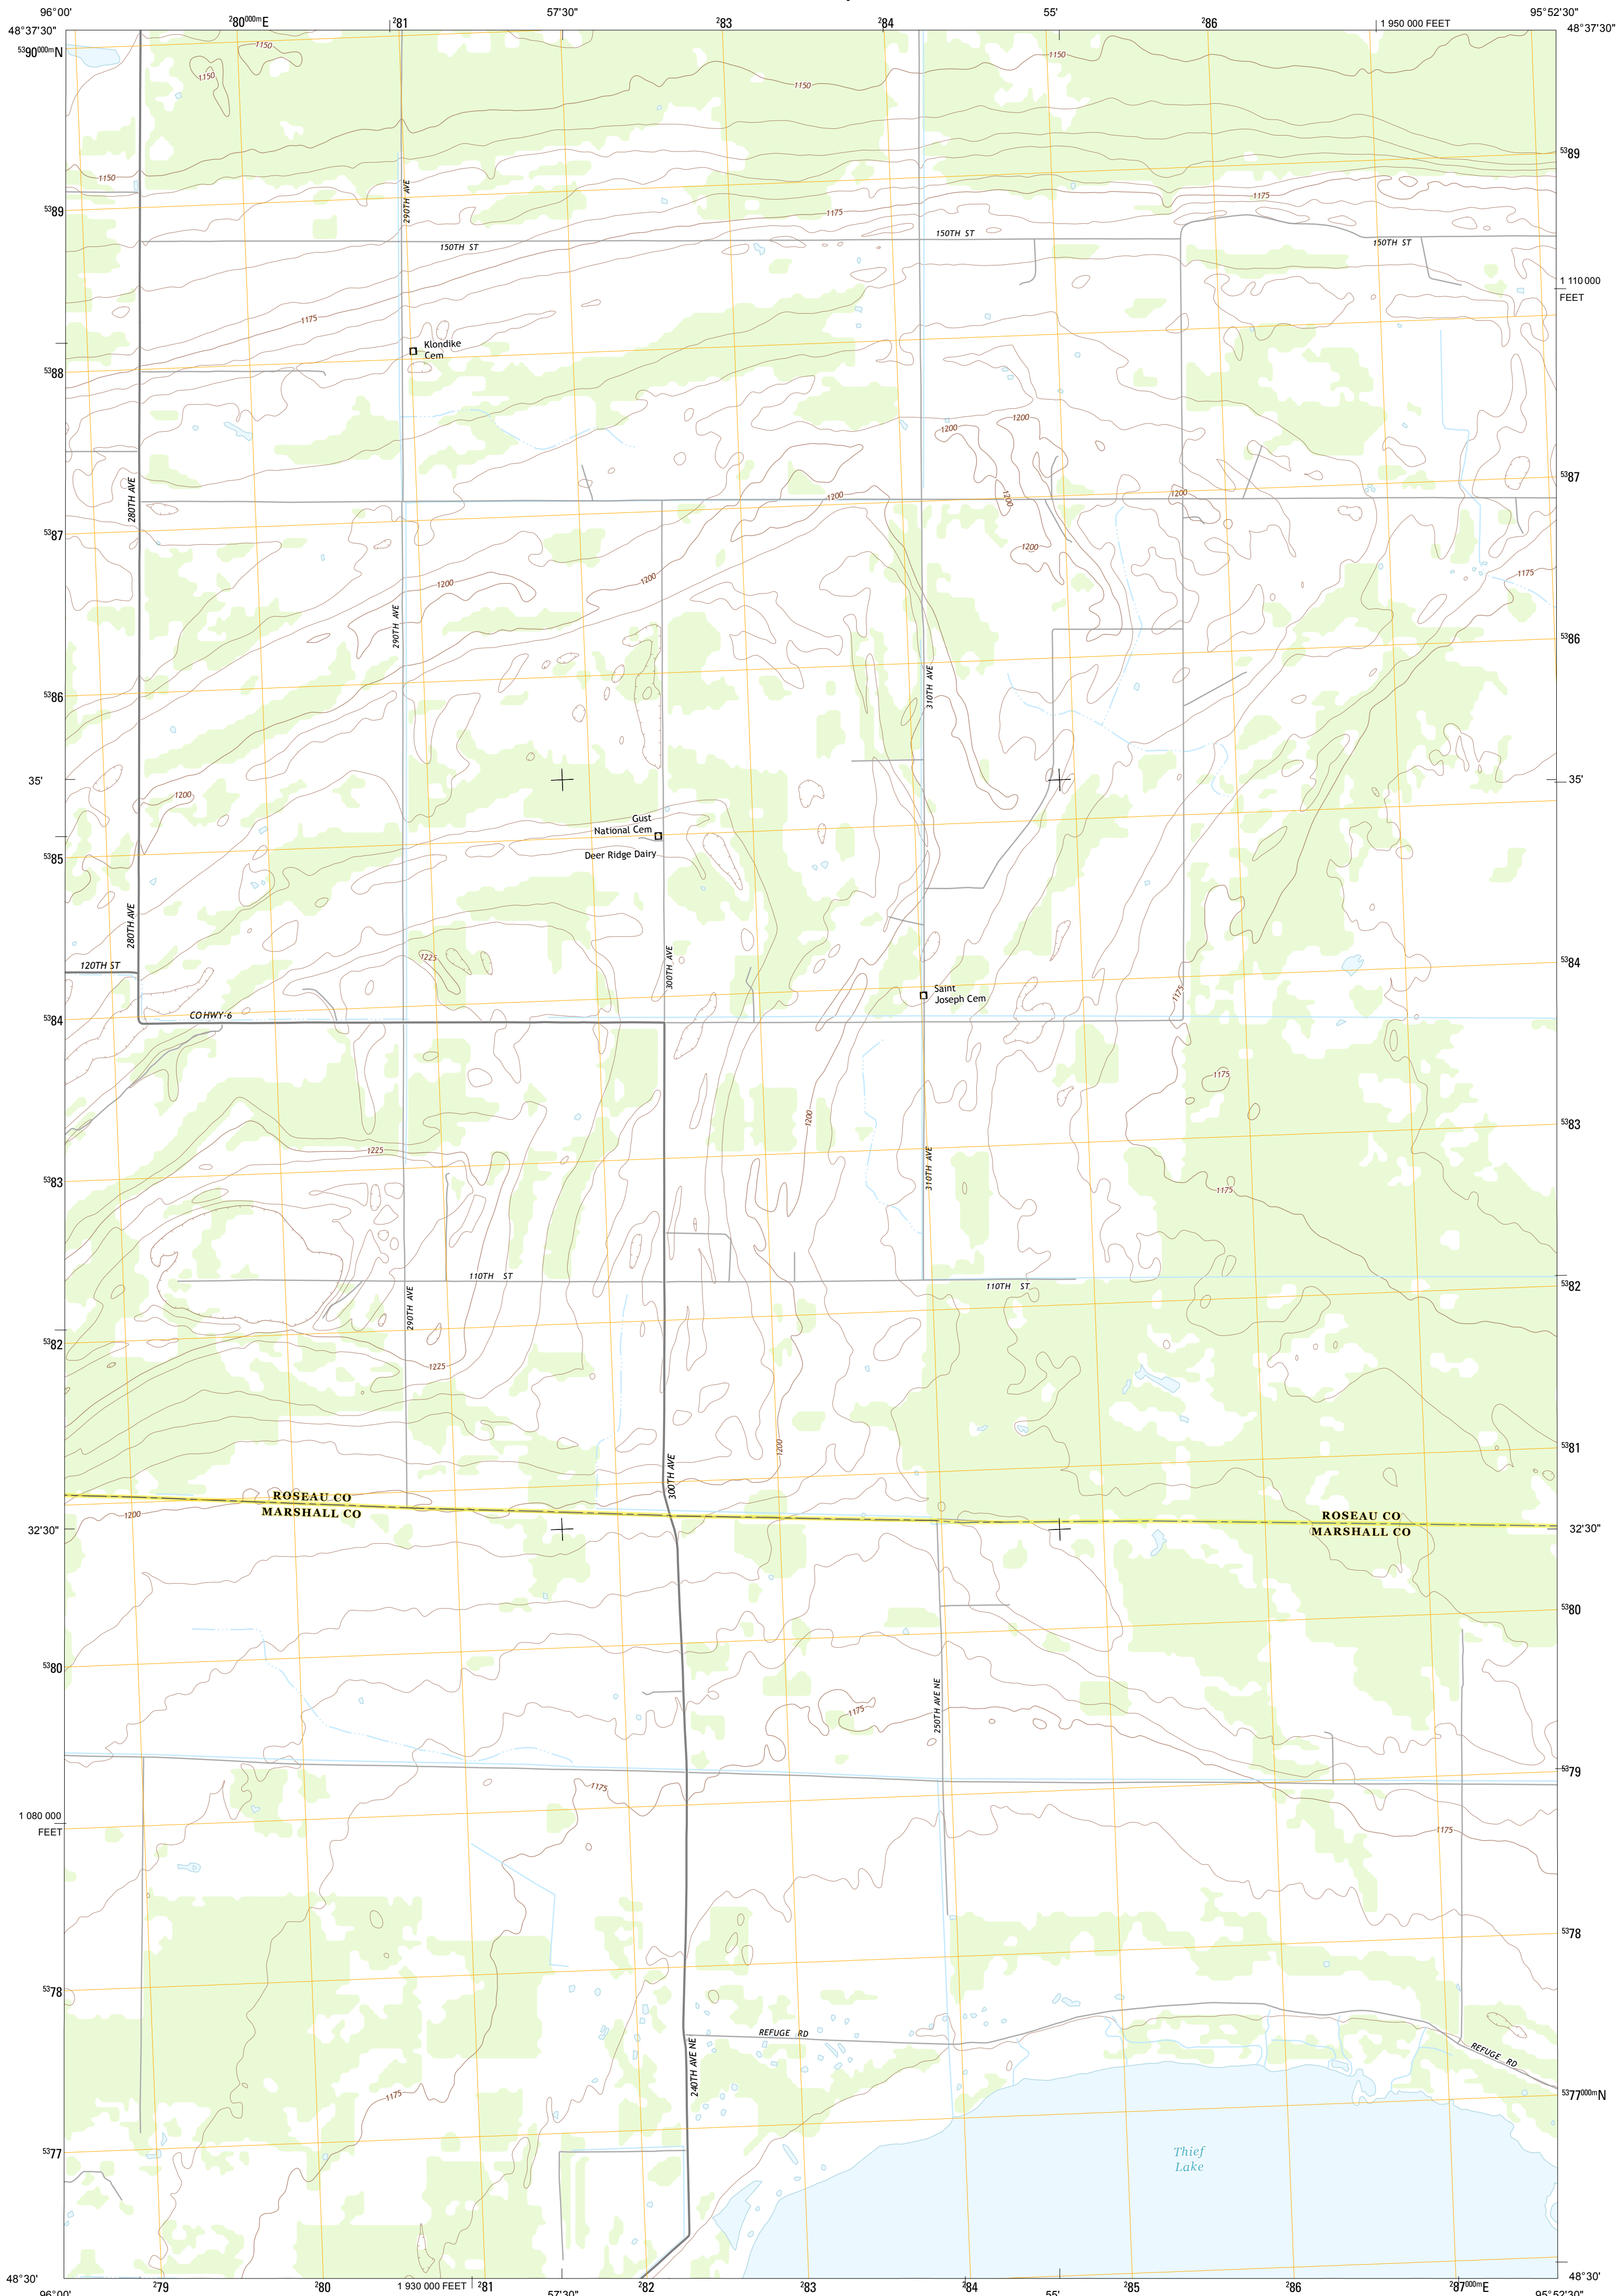 96°00'
²80⁰⁰⁰ᵐE
²81
57'30"
²83
²84
55'
²86
1 950 000 FEET
95°52'30"
48°37'30"
48°37'30"
⁵³90⁰⁰⁰ᵐN
1150
1150
1150
1150
⁵³89
1150
1175
⁵³89
290TH AVE
1175
150TH ST
150TH ST
150TH ST
1 110 000
FEET
1175
Klondike
Cem
⁵³88
1200
1200
⁵³87
280TH AVE
1200
1200
1200
⁵³87
1200
1200
1200
1175
290TH AVE
⁵³86
310TH AVE
⁵³86
35'
35'
1200
Gust
National Cem
Deer Ridge Dairy
⁵³85
280TH AVE
1225
300TH AVE
⁵³84
120TH ST
Saint
Joseph Cem
1175
CO HWY-6
⁵³84
1175
1200
⁵³83
1225
310TH AVE
⁵³83
1175
110TH ST
110TH ST
⁵³82
290TH AVE
⁵³82
1225
1200
⁵³81
300TH AVE
ROSEAU CO
MARSHALL CO
1200
ROSEAU CO
MARSHALL CO
32'30"
32'30"
⁵³80
⁵³80
1175
250TH AVE NE
⁵³79
1175
1 080 000
FEET
1175
⁵³78
⁵³78
REFUGE RD
REFUGE RD
240TH AVE NE
1175
⁵³77⁰⁰⁰ᵐN
⁵³77
Thief
Lake
48°30'
48°30'
96°00'
²79
²80
1 930 000 FEET
²81
57'30"
²82
²83
²84
55'
²85
²86
²87⁰⁰⁰ᵐE
95°52'30"